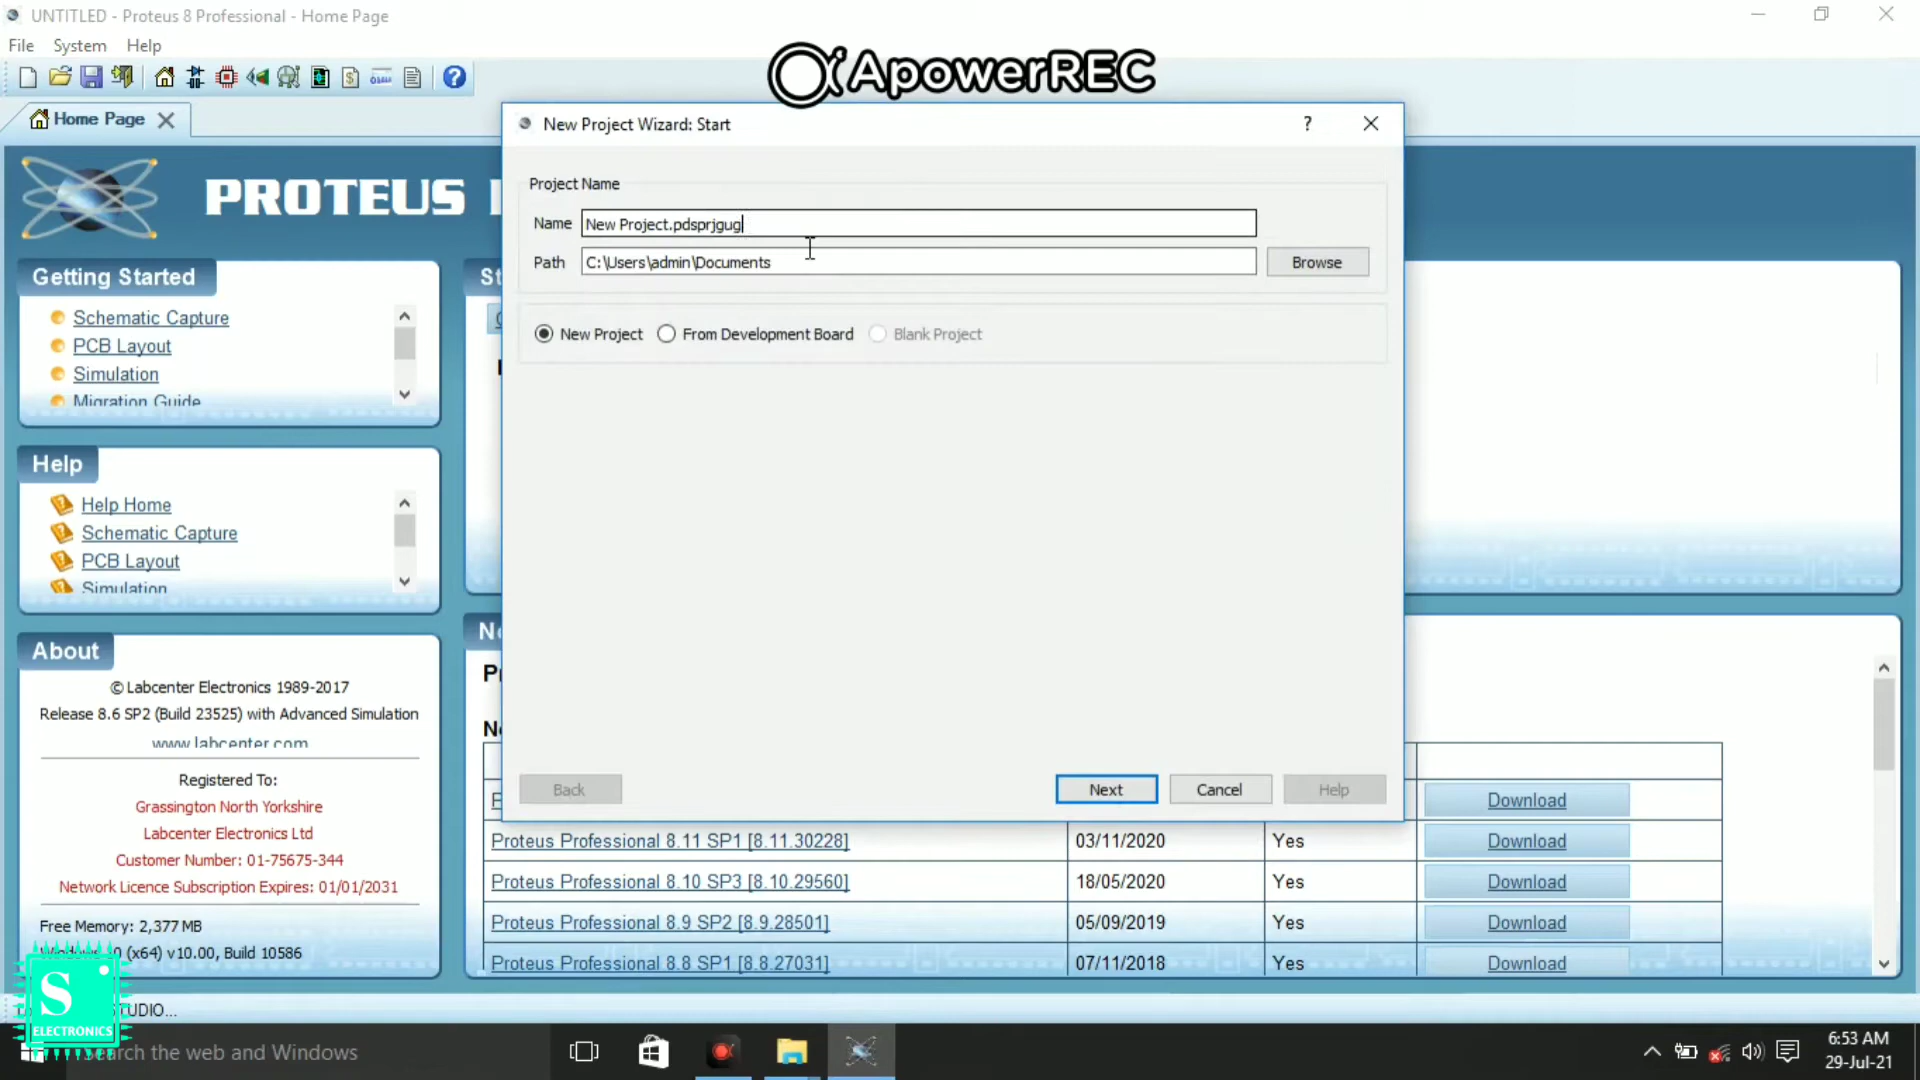 UNTITLED - Proteus 8 Professional - Home Page
File System Help
ApowerREC
Home Page
New Project Wizard: Start
?
PROTEUS
Project Name
Name New Project.pdsprjgug
Path C:\Users\admin\Documents Browse
Getting Started
Schematic Capture
PCB Layout
Simulation
Migration Guide
New Project From Development Board Blank Project
Help
Help Home
Schematic Capture
PCB Layout
Simulation
About
© Labcenter Electronics 1989-2017
Release 8.6 SP2 (Build 23525) with Advanced Simulation
www.labcenter.com
Registered To:
Grassington North Yorkshire
Labcenter Electronics Ltd
Customer Number: 01-75675-344
Network Licence Subscription Expires: 01/01/2031
Free Memory: 2,377 MB
(x64) v10.00, Build 10586
Back Next Cancel Help
Download
Proteus Professional 8.11 SP1 [8.11.30228] 03/11/2020 Yes Download
Proteus Professional 8.10 SP3 [8.10.29560] 18/05/2020 Yes Download
Proteus Professional 8.9 SP2 [8.9.28501] 05/09/2019 Yes Download
Proteus Professional 8.8 SP1 [8.8.27031] 07/11/2018 Yes Download
S
ELECTRONICS
TUDIO...
Search the web and Windows
6:53 AM
29-Jul-21